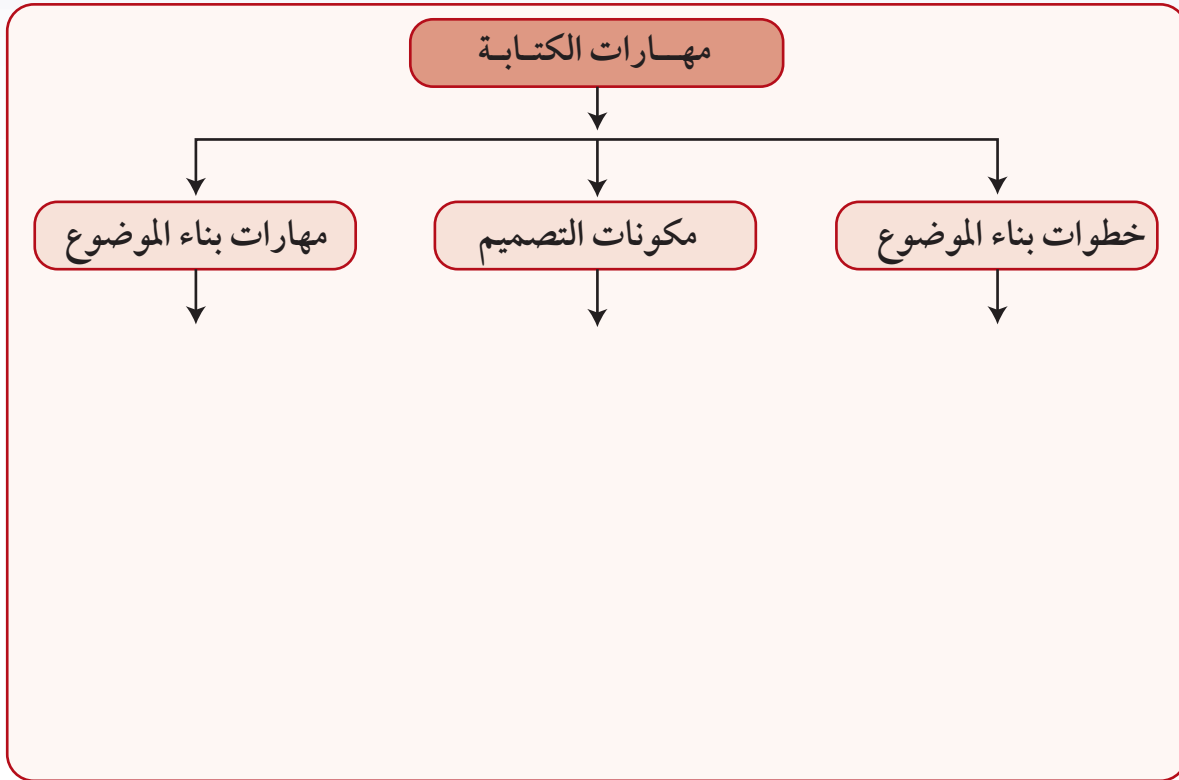 مهارات الكتابة
خطوات بناء الموضوع
مكونات التصميم
مهارات بناء الموضوع